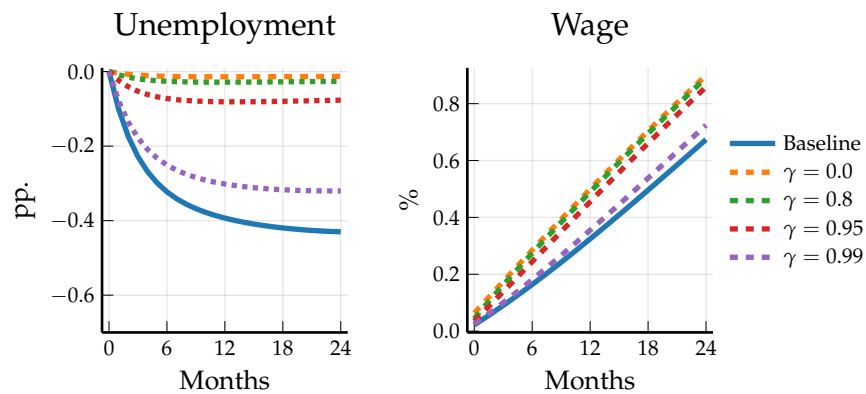 Unemployment
0.0
−0.2
−0.4
−0.6
pp.
0 6 12 18 24
Months
Wage
0.8
0.6
0.4
0.2
0.0
%
0 6 12 18 24
Months
Baseline
γ = 0.0
γ = 0.8
γ = 0.95
γ = 0.99